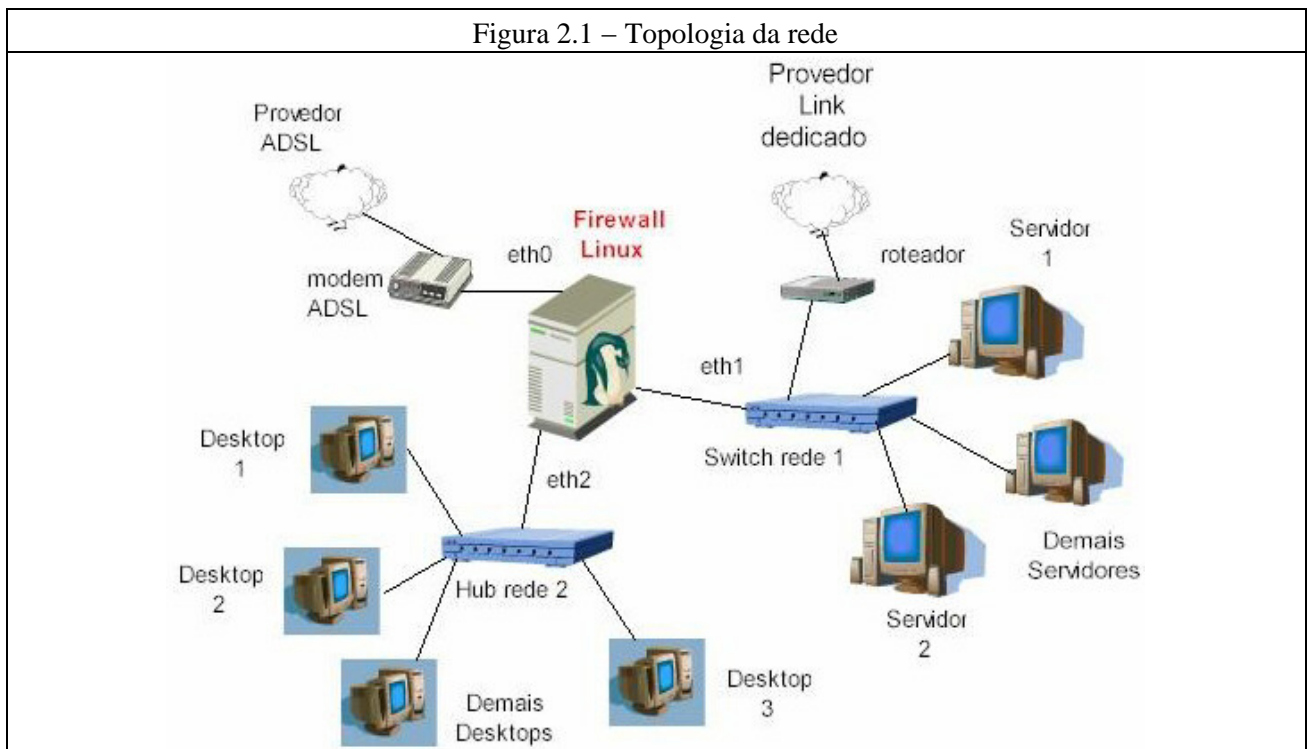 Figura 2.1 – Topologia da rede
Provedor
ADSL
Provedor
Link
dedicado
Firewall
Linux
eth0
modem
ADSL
roteador
Servidor
1
eth1
Switch rede 1
Desktop
1
eth2
Desktop
2
Hub rede 2
Demais
Servidores
Servidor
2
Desktop
3
Demais
Desktops